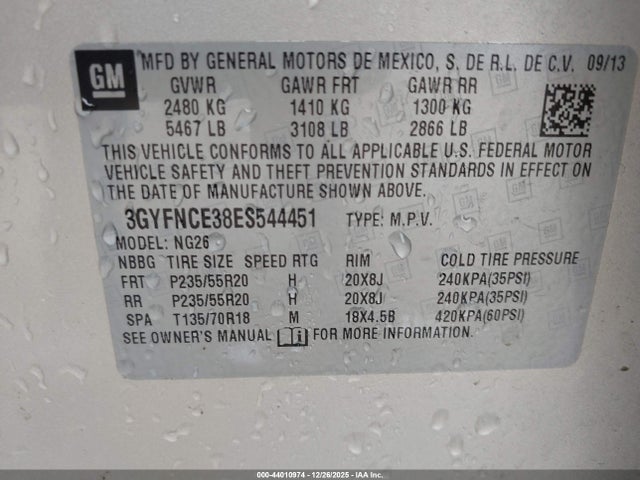 GM MFD BY GENERAL MOTORS DE MEXICO, S. DE R.L. DE C.V. 09/13
GVWR GAWR FRT GAWR RR
2480 KG 1410 KG 1300 KG
5467 LB 3108 LB 2866 LB
THIS VEHICLE CONFORMS TO ALL APPLICABLE U.S. FEDERAL MOTOR
VEHICLE SAFETY AND THEFT PREVENTION STANDARDS IN EFFECT ON
THE DATE OF MANUFACTURE SHOWN ABOVE.
3GYFNCE38ES544451 TYPE: M.P.V.
MODEL: NG26
NBBG TIRE SIZE SPEED RTG RIM COLD TIRE PRESSURE
FRT P235/55R20 H 20X8J 240KPA(35PSI)
RR P235/55R20 H 20X8J 240KPA(35PSI)
SPA T135/70R18 M 18X4.5B 420KPA(60PSI)
SEE OWNER'S MANUAL i FOR MORE INFORMATION.
000-44010974 | 12/26/2025 - IAA Inc.